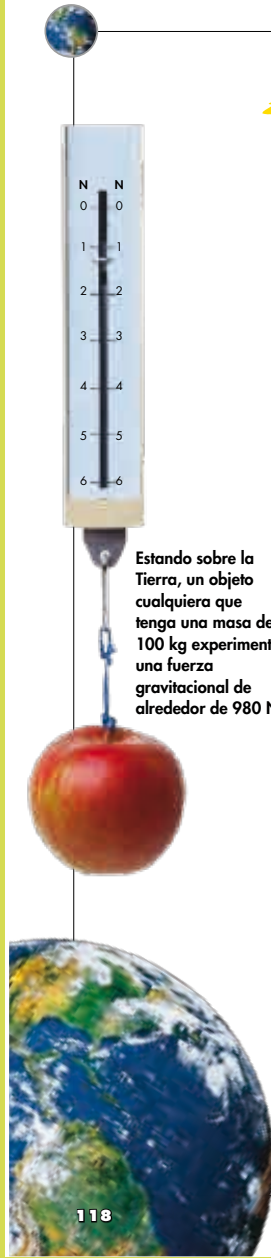 N N
0 0
1 1
2 2
3 3
4 4
5 5
6 6
Estando sobre la
Tierra, un objeto
cualquiera que
tenga una masa de
100 kg experiment
una fuerza
gravitacional de
alrededor de 980 N
118